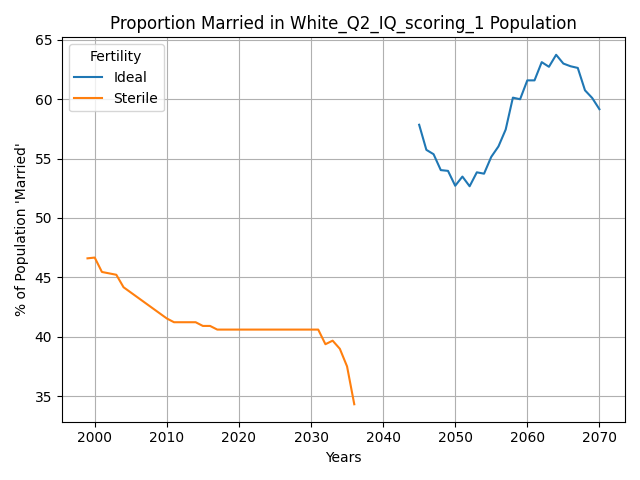 Proportion Married in White_Q2_IQ_scoring_1 Population
Fertility
Ideal
Sterile
% of Population 'Married'
65
60
55
50
45
40
35
2000 2010 2020 2030 2040 2050 2060 2070
Years